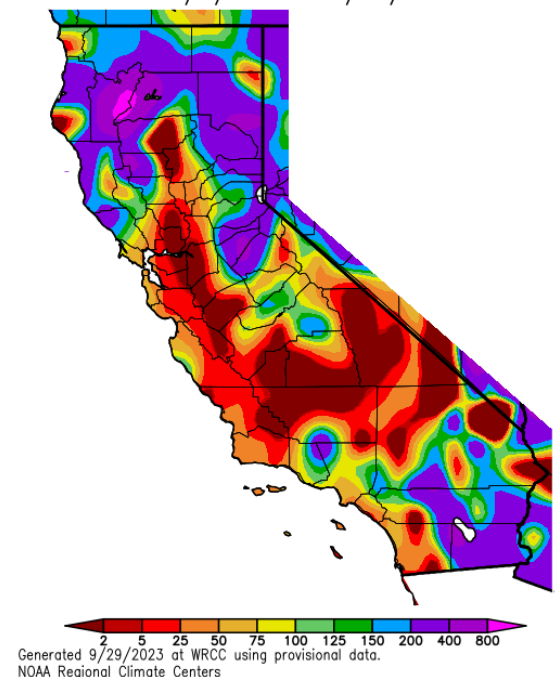 2 5 25 50 75 100 125 150 200 400 800
Generated 9/29/2023 at WRCC using provisional data.
NOAA Regional Climate Centers